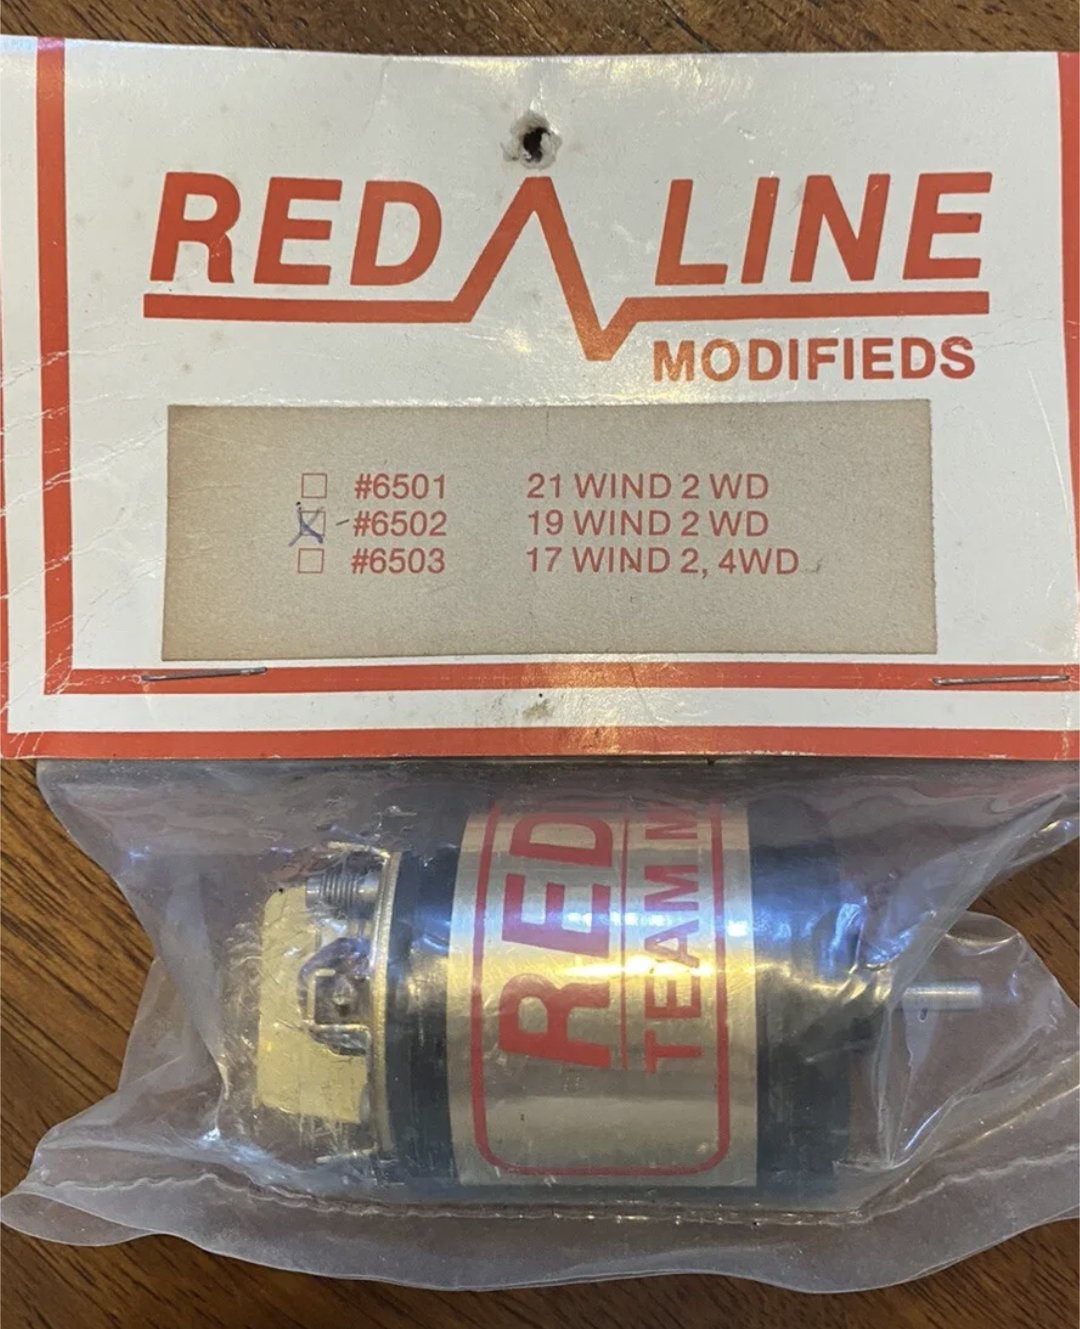 RED LINE
MODIFIEDS
#6501 21 WIND 2 WD
#6502 19 WIND 2 WD
#6503 17 WIND 2, 4WD
RED
TEAM